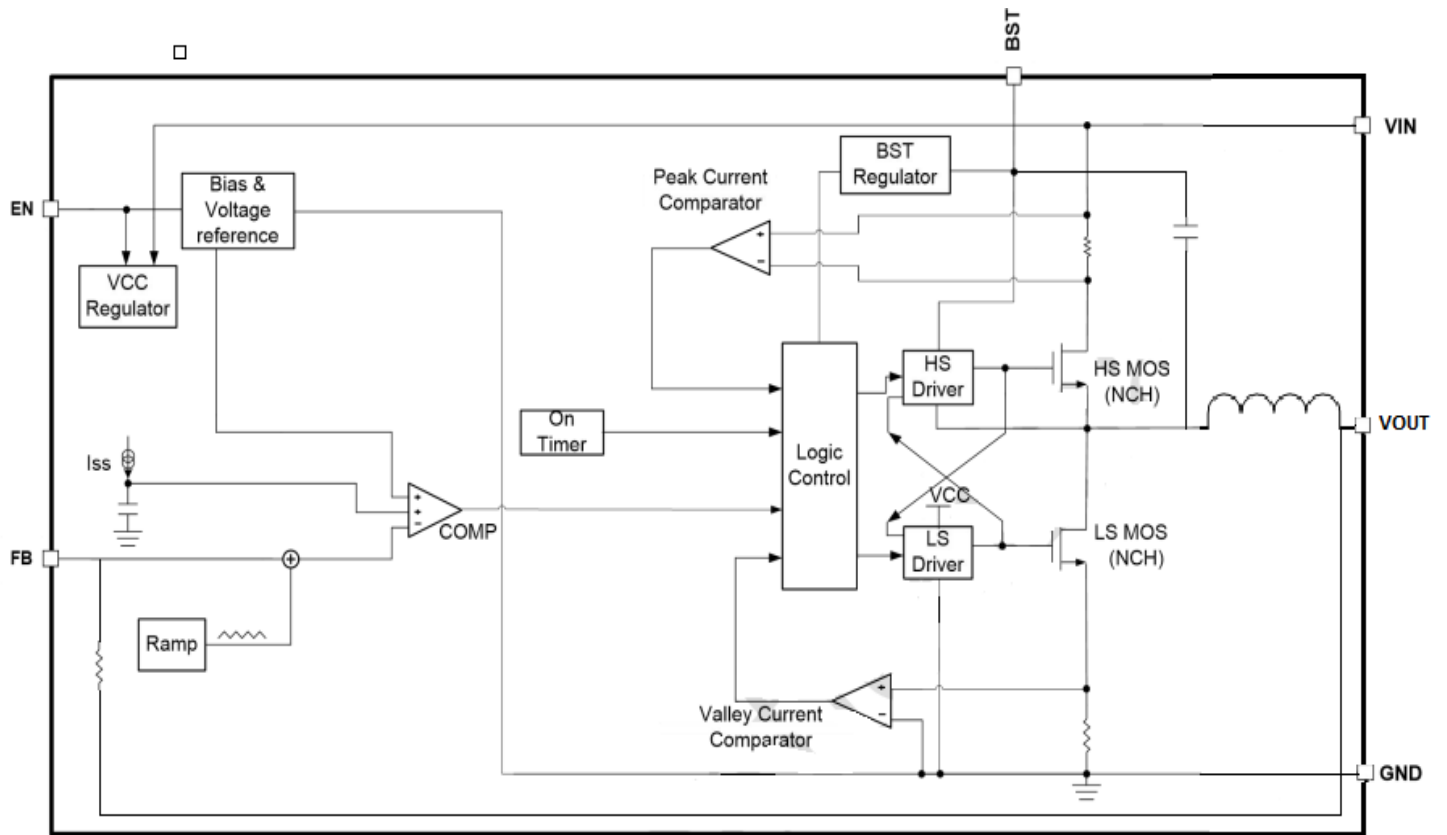 BST
VIN
BST
Regulator
Peak Current
Comparator
EN
Bias &
Voltage
reference
VCC
Regulator
HS
Driver
HS MOS
(NCH)
On
Timer
VOUT
Logic
Control
Iss
VCC
COMP
LS
Driver
LS MOS
(NCH)
FB
Ramp
Valley Current
Comparator
GND